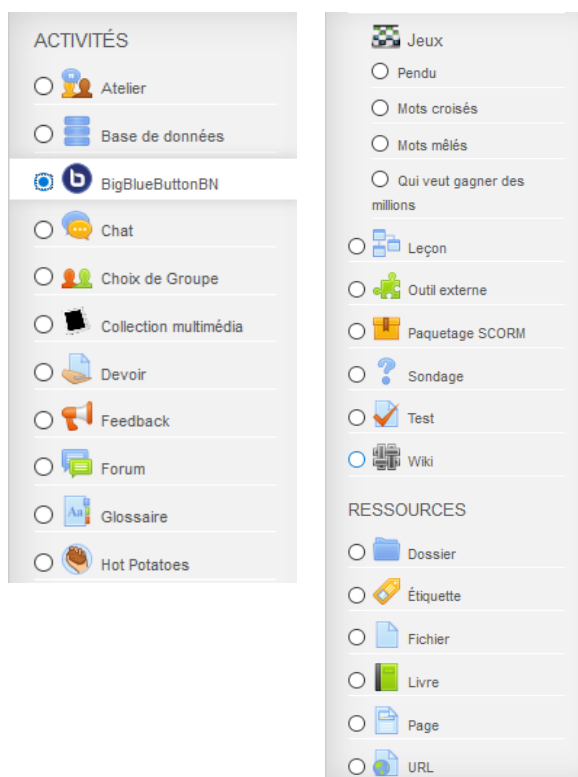 ACTIVITÉS
Atelier
Base de données
BigBlueButtonBN
Chat
Choix de Groupe
Collection multimédia
Devoir
Feedback
Forum
Glossaire
Hot Potatoes
Jeux
Pendu
Mots croisés
Mots mêlés
Qui veut gagner des
millions
Leçon
Outil externe
Paquetage SCORM
Sondage
Test
Wiki
RESSOURCES
Dossier
Étiquette
Fichier
Livre
Page
URL